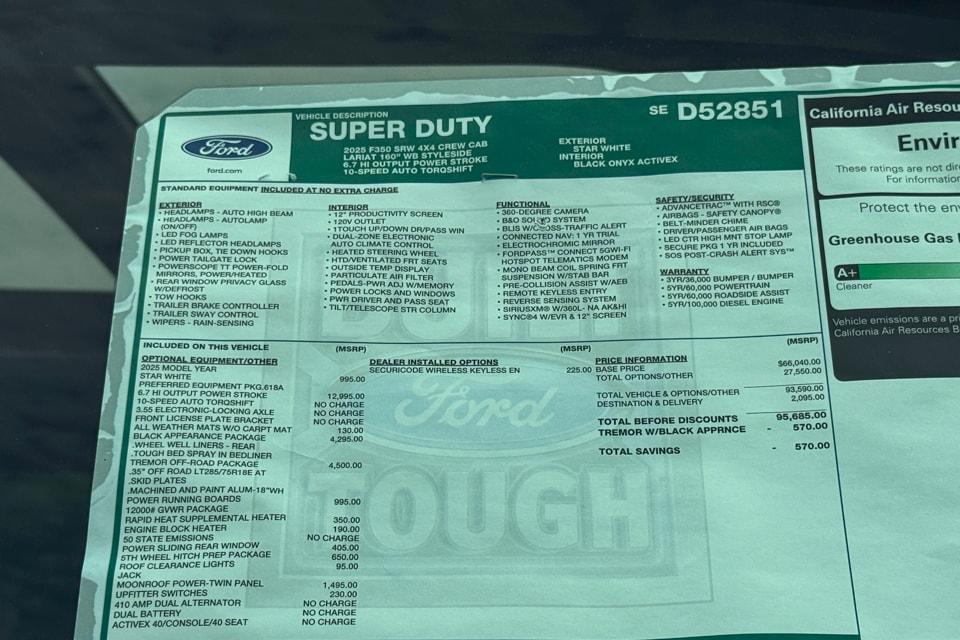 VEHICLE DESCRIPTION
SUPER DUTY
2025 F350 SRW 4X4 CREW CAB
LARIAT 160" WB STYLESIDE
6.7 HI OUTPUT POWER STROKE
10-SPEED AUTO TORQSHIFT
EXTERIOR
STAR WHITE
INTERIOR
BLACK ONYX ACTIVEX
SE D52851
Ford
ford.com
STANDARD EQUIPMENT INCLUDED AT NO EXTRA CHARGE
EXTERIOR
• HEADLAMPS - AUTO HIGH BEAM
• HEADLAMPS - AUTOLAMP
(ON/OFF)
• LED FOG LAMPS
• LED REFLECTOR HEADLAMPS
• PICKUP BOX, TIE DOWN HOOKS
• POWER TAILGATE LOCK
• POWERSCOPE TT POWER-FOLD
MIRRORS, POWER/HEATED
• REAR WINDOW PRIVACY GLASS
W/DEFROST
• TOW HOOKS
• TRAILER BRAKE CONTROLLER
• TRAILER SWAY CONTROL
• WIPERS - RAIN-SENSING
INTERIOR
• 12" PRODUCTIVITY SCREEN
• 120V OUTLET
• 1TOUCH UP/DOWN DR/PASS WIN
• DUAL-ZONE ELECTRONIC
AUTO CLIMATE CONTROL
• HEATED STEERING WHEEL
• HTD/VENTILATED FRT SEATS
• OUTSIDE TEMP DISPLAY
• PARTICULATE AIR FILTER
• PEDALS-PWR ADJ W/MEMORY
• POWER LOCKS AND WINDOWS
• PWR DRIVER AND PASS SEAT
• TILT/TELESCOPE STR COLUMN
FUNCTIONAL
• 360-DEGREE CAMERA
• B&O SOUND SYSTEM
• BLIS W/CROSS-TRAFFIC ALERT
• CONNECTED NAV: 1 YR TRIAL
• ELECTROCHROMIC MIRROR
• FORDPASS™ CONNECT 5GWI-FI
HOTSPOT TELEMATICS MODEM
• MONO BEAM COIL SPRING FRT
SUSPENSION W/STAB BAR
• PRE-COLLISION ASSIST W/AEB
• REMOTE KEYLESS ENTRY
• REVERSE SENSING SYSTEM
• SIRIUSXM® W/360L- NA AK&HI
• SYNC®4 W/EVR & 12" SCREEN
SAFETY/SECURITY
• ADVANCETRAC™ WITH RSC®
• AIRBAGS - SAFETY CANOPY®
• BELT-MINDER CHIME
• DRIVER/PASSENGER AIR BAGS
• LED CTR HIGH MNT STOP LAMP
• SECURE PKG 1 YR INCLUDED
• SOS POST-CRASH ALERT SYS™
WARRANTY
• 3YR/36,000 BUMPER / BUMPER
• 5YR/60,000 POWERTRAIN
• 5YR/60,000 ROADSIDE ASSIST
• 5YR/100,000 DIESEL ENGINE
INCLUDED ON THIS VEHICLE (MSRP)
OPTIONAL EQUIPMENT/OTHER
2025 MODEL YEAR
STAR WHITE 995.00
PREFERRED EQUIPMENT PKG.618A
6.7 HI OUTPUT POWER STROKE 12,995.00
10-SPEED AUTO TORQSHIFT NO CHARGE
3.55 ELECTRONIC-LOCKING AXLE NO CHARGE
FRONT LICENSE PLATE BRACKET NO CHARGE
ALL WEATHER MATS W/O CARPT MAT 130.00
BLACK APPEARANCE PACKAGE 4,295.00
.WHEEL WELL LINERS - REAR
.TOUGH BED SPRAY IN BEDLINER
TREMOR OFF-ROAD PACKAGE 4,500.00
.35" OFF ROAD LT285/75R18E AT
.SKID PLATES
.MACHINED AND PAINT ALUM-18"WH
POWER RUNNING BOARDS 995.00
12000# GVWR PACKAGE
RAPID HEAT SUPPLEMENTAL HEATER 350.00
ENGINE BLOCK HEATER 190.00
50 STATE EMISSIONS NO CHARGE
POWER SLIDING REAR WINDOW 405.00
5TH WHEEL HITCH PREP PACKAGE 650.00
ROOF CLEARANCE LIGHTS 95.00
JACK
MOONROOF POWER-TWIN PANEL 1,495.00
UPFITTER SWITCHES 230.00
410 AMP DUAL ALTERNATOR NO CHARGE
DUAL BATTERY NO CHARGE
ACTIVEX 40/CONSOLE/40 SEAT NO CHARGE
(MSRP)
DEALER INSTALLED OPTIONS
SECURICODE WIRELESS KEYLESS EN 225.00
(MSRP)
PRICE INFORMATION
BASE PRICE $66,040.00
TOTAL OPTIONS/OTHER 27,550.00
TOTAL VEHICLE & OPTIONS/OTHER 93,590.00
DESTINATION & DELIVERY 2,095.00
TOTAL BEFORE DISCOUNTS 95,685.00
TREMOR W/BLACK APPRNCE - 570.00
TOTAL SAVINGS - 570.00
BUILT
Ford
TOUGH
California Air Resou
Envir
These ratings are not dir
For information
Protect the env
Greenhouse Gas
A+
Cleaner
Vehicle emissions are a pr
California Air Resources B